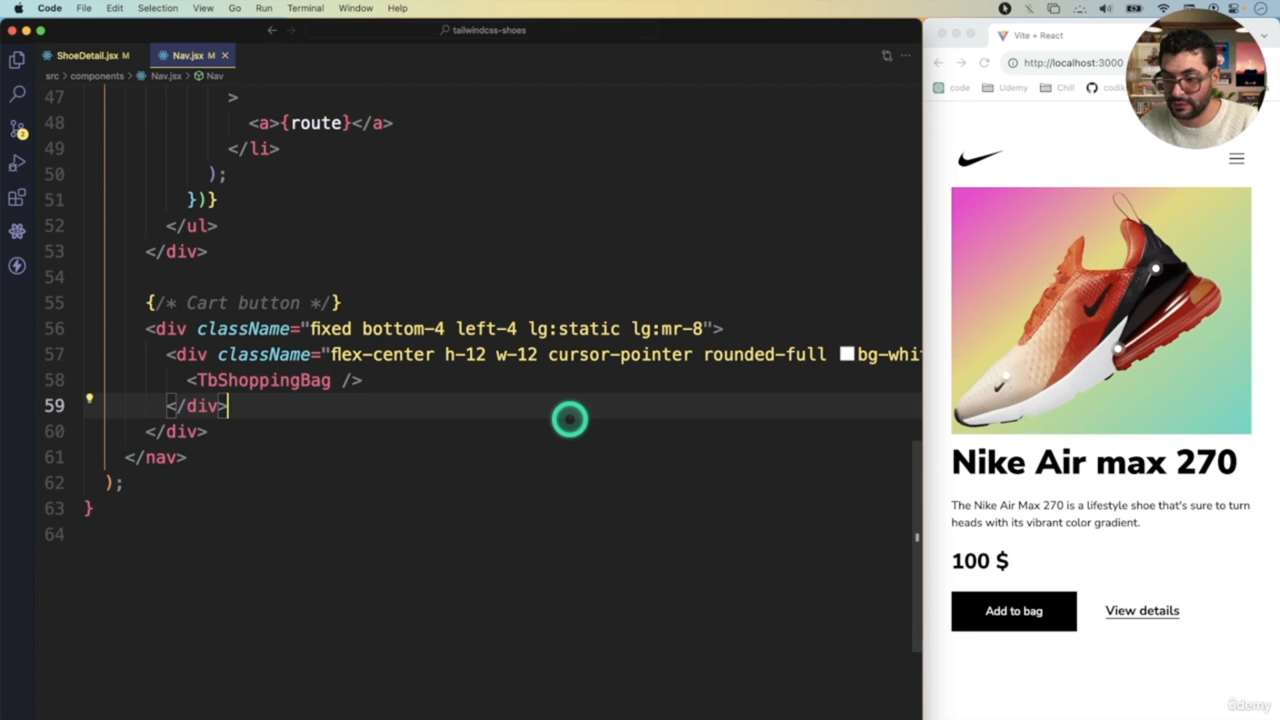 Code File Edit Selection View Go Run Terminal Window Help
tailwindcss-shoes
ShoeDetail.jsx M
Nav.jsx M
src > components > Nav.jsx > Nav
47 >
48 <a>{route}</a>
49 </li>
50 );
51 })}
52 </ul>
53 </div>
54
55 {/* Cart button */}
56 <div className="fixed bottom-4 left-4 lg:static lg:mr-8">
57 <div className="flex-center h-12 w-12 cursor-pointer rounded-full bg-whi
58 <TbShoppingBag />
59 </div>
60 </div>
61 </nav>
62 );
63 }
64
2
Vite + React
http://localhost:3000
code Udemy Chill
Nike Air max 270
The Nike Air Max 270 is a lifestyle shoe that's sure to turn
heads with its vibrant color gradient.
100 $
Add to bag
View details
ûdemy